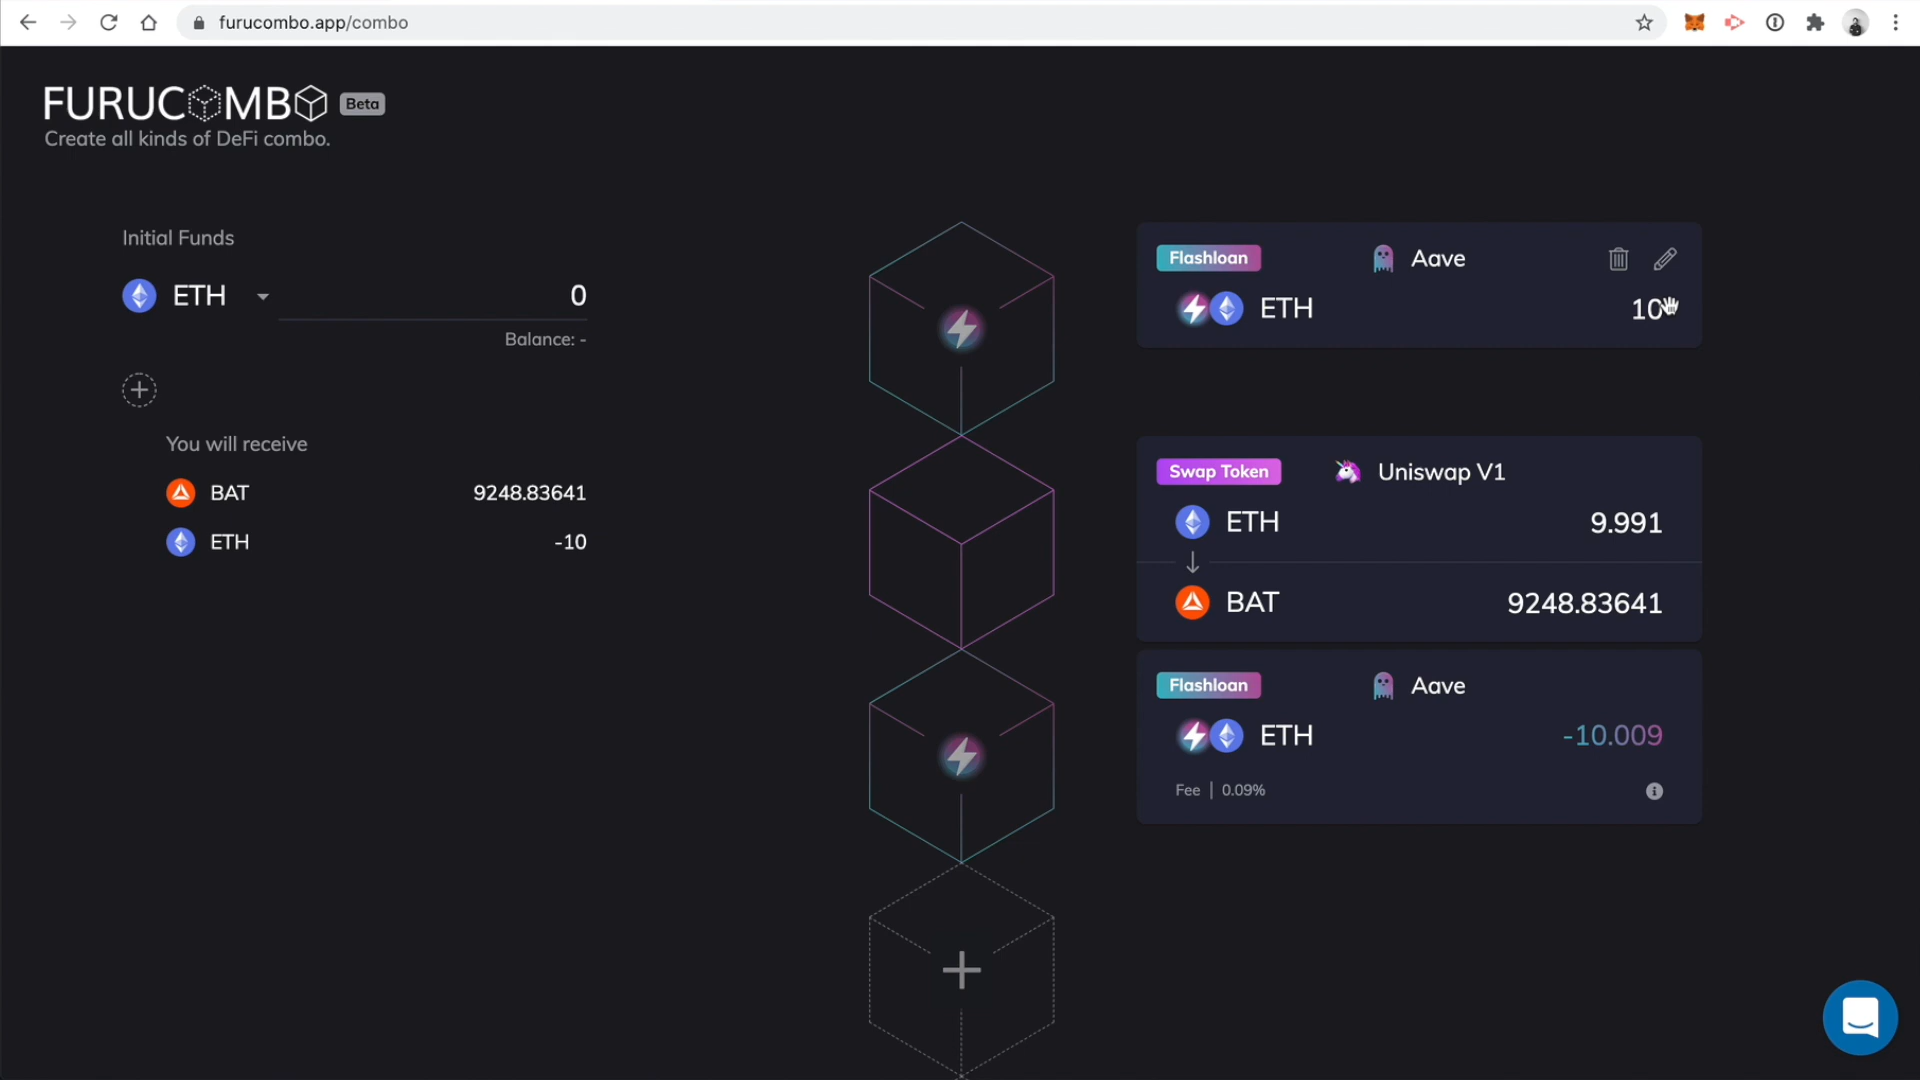 furucombo.app/combo
FURUCOMBO Beta
Create all kinds of DeFi combo.
Initial Funds
ETH 0
Balance: -
You will receive
BAT 9248.83641
ETH -10
Flashloan Aave
ETH 10
Swap Token Uniswap V1
ETH 9.991
BAT 9248.83641
Flashloan Aave
ETH -10.009
Fee | 0.09%